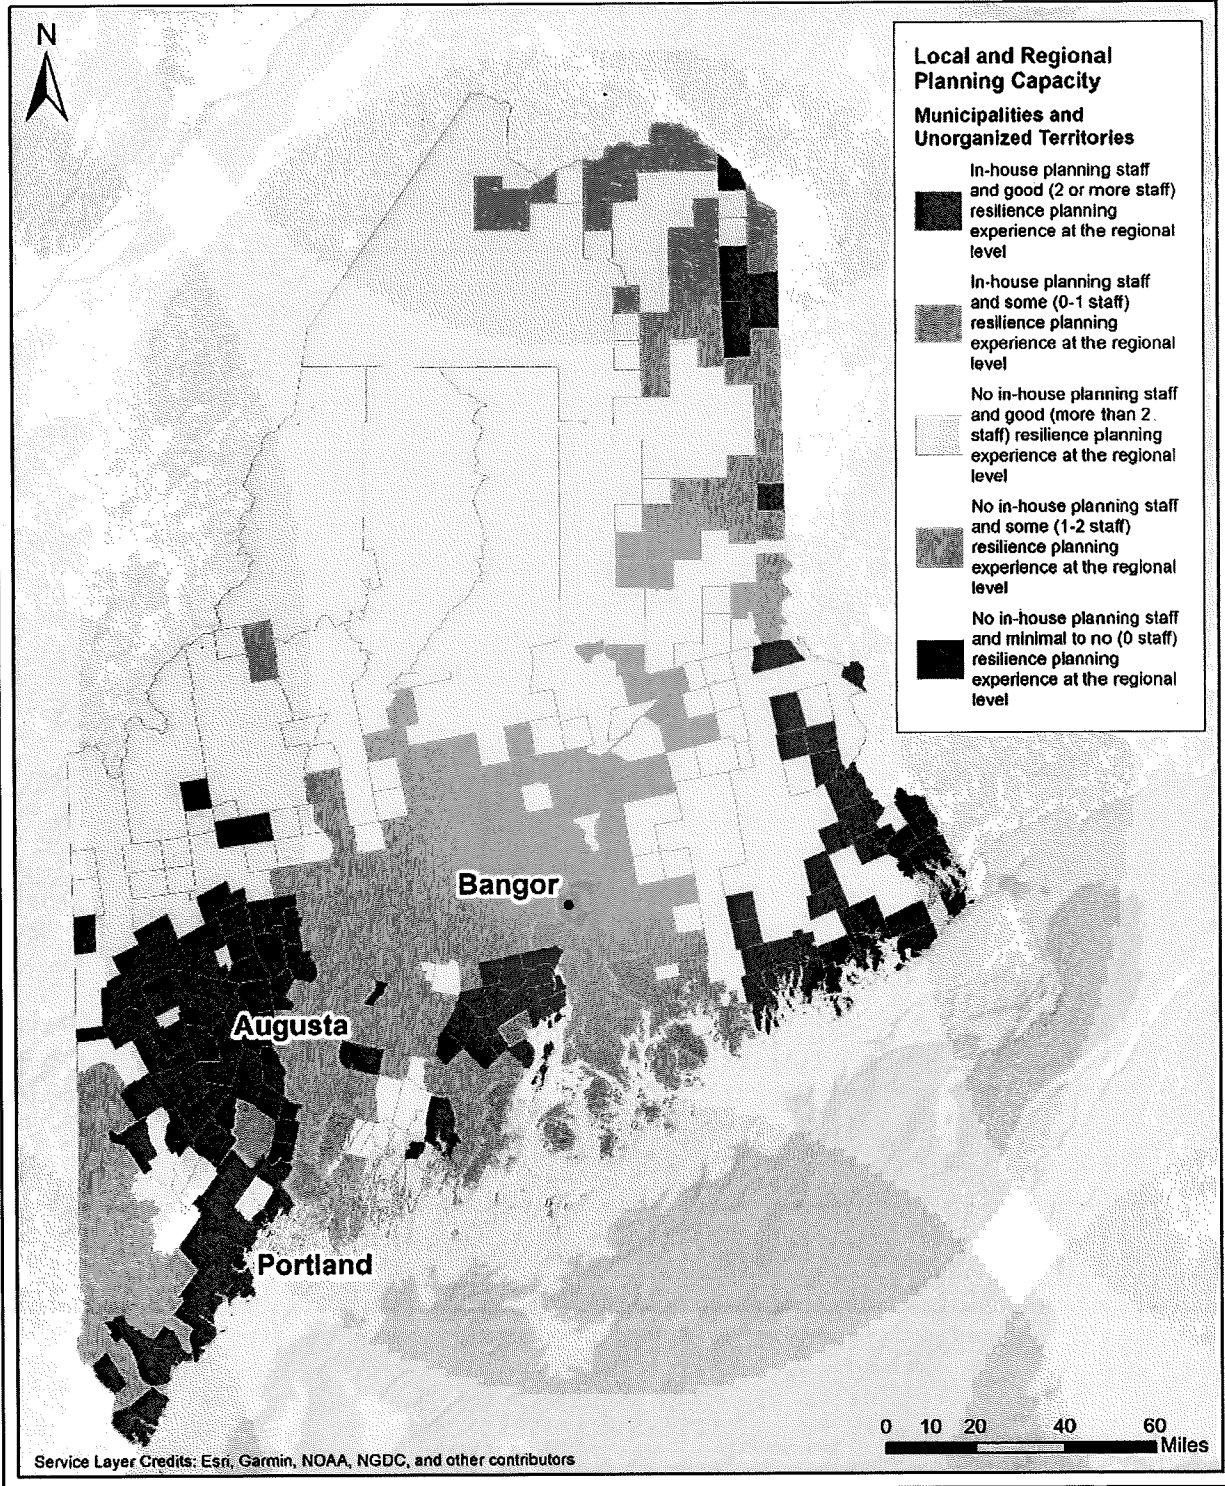 N
Local and Regional
Planning Capacity
Municipalities and
Unorganized Territories
In-house planning staff
and good (2 or more staff)
resilience planning
experience at the regional
level
In-house planning staff
and some (0-1 staff)
resilience planning
experience at the regional
level
No in-house planning staff
and good (more than 2
staff) resilience planning
experience at the regional
level
No in-house planning staff
and some (1-2 staff)
resilience planning
experience at the regional
level
No in-house planning staff
and minimal to no (0 staff)
resilience planning
experience at the regional
level
Bangor
Augusta
Portland
0 10 20 40 60
Miles
Service Layer Credits: Esri, Garmin, NOAA, NGDC, and other contributors